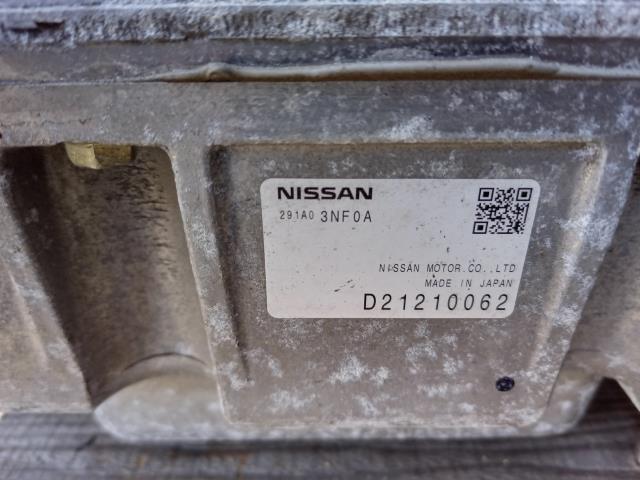 NISSAN
291A0 3NF0A
NISSAN MOTOR.CO.,LTD
MADE IN JAPAN
D21210062